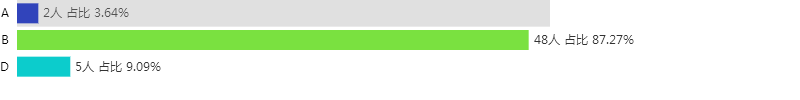 A 2人 占比 3.64%
B 48人 占比 87.27%
D 5人 占比 9.09%